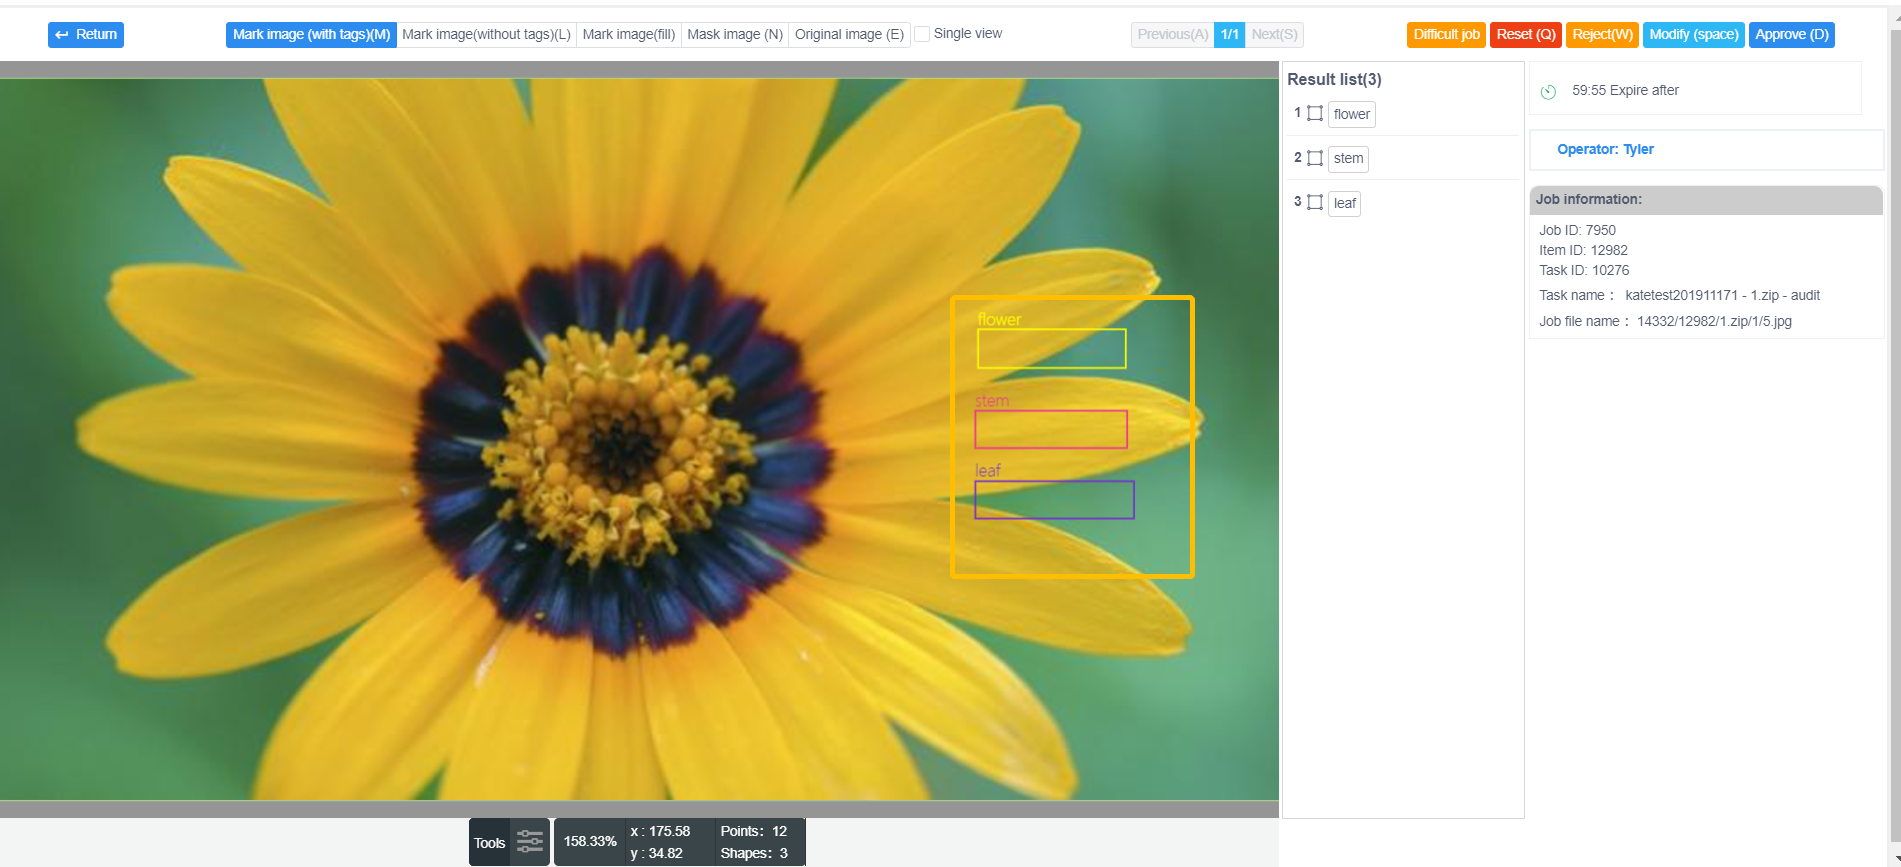 Return
Mark image (with tags)(M) Mark image(without tags)(L) Mark image(fill) Mask image (N) Original image (E) Single view
Previous(A) 1/1 Next(S)
Difficult job Reset (Q) Reject(W) Modify (space) Approve (D)
Result list(3)
1 flower
2 stem
3 leaf
59:55 Expire after
Operator: Tyler
Job information:
Job ID: 7950
Item ID: 12982
Task ID: 10276
Task name： katetest201911171 - 1.zip - audit
Job file name： 14332/12982/1.zip/1/5.jpg
flower
stem
leaf
Tools
158.33%
x : 175.58
y : 34.82
Points: 12
Shapes: 3